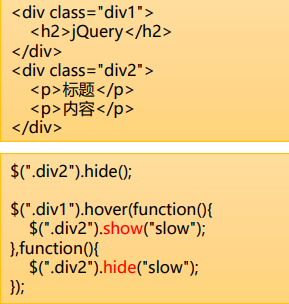 <div class="div1">
<h2>jQuery</h2>
</div>
<div class="div2">
<p>标题</p>
<p>内容</p>
</div>
$(".div2").hide();
$(".div1").hover(function(){
$(".div2").show("slow");
},function(){
$(".div2").hide("slow");
});